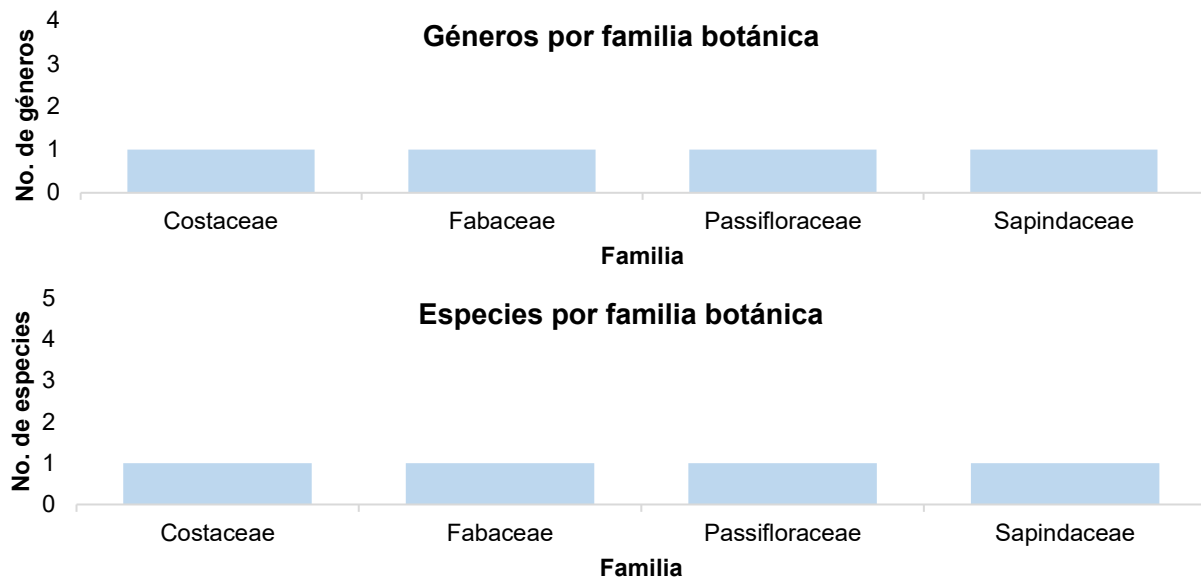 Géneros por familia botánica
No. de géneros
4
3
2
1
0
Costaceae Fabaceae Passifloraceae Sapindaceae
Familia
Especies por familia botánica
No. de especies
5
4
3
2
1
0
Costaceae Fabaceae Passifloraceae Sapindaceae
Familia